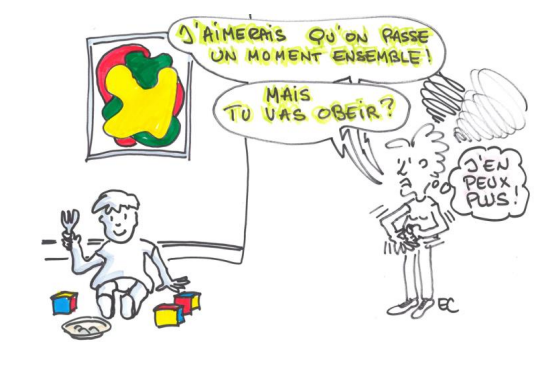 J'AIMERAIS QU'ON PASSE
UN MOMENT ENSEMBLE !
MAIS
TU VAS OBEIR ?
J'EN
PEUX
PLUS !
EC